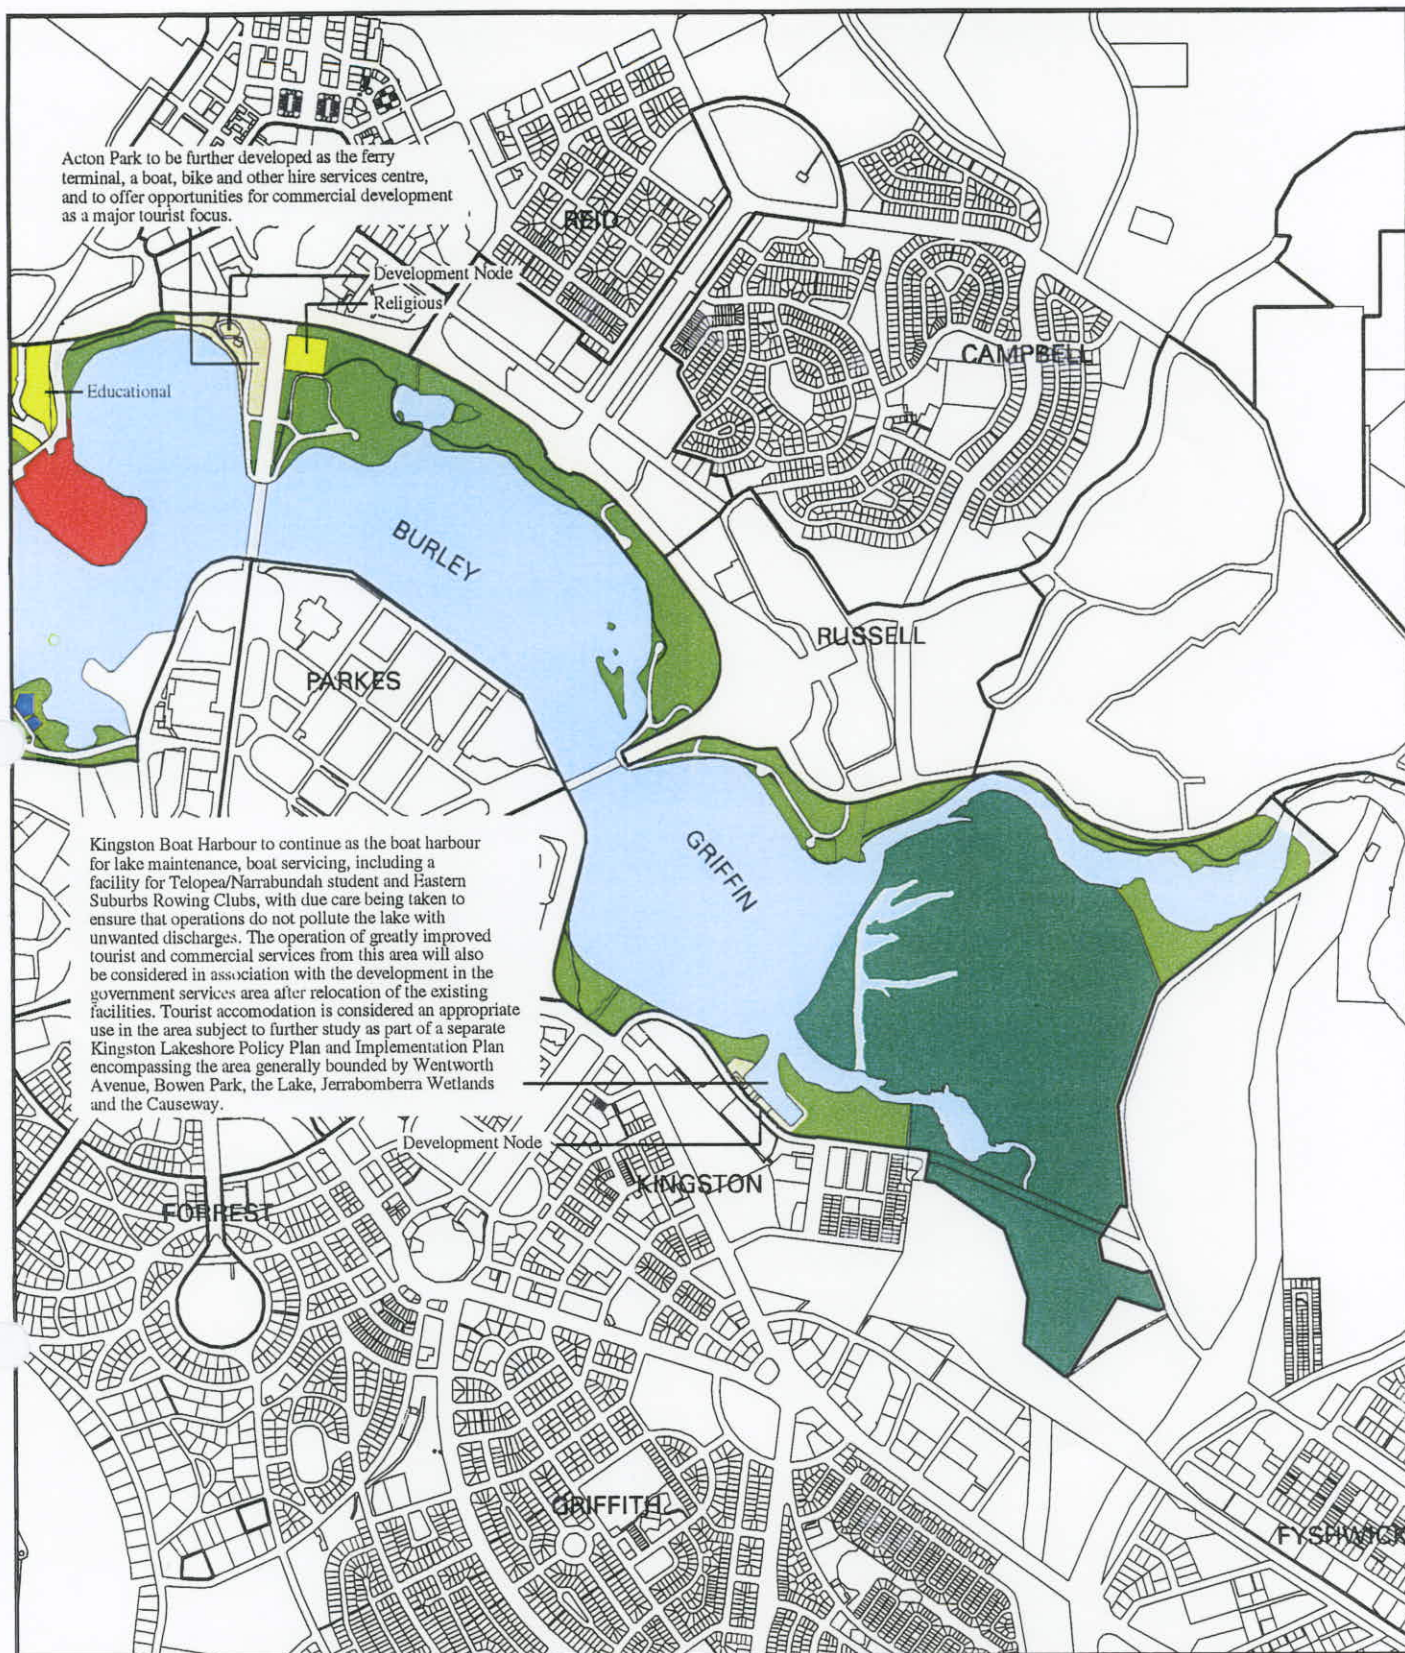 Acton Park to be further developed as the ferry
terminal, a boat, bike and other hire services centre,
and to offer opportunities for commercial development
as a major tourist focus.
REID
Development Node
Religious
CAMPBELL
Educational
BURLEY
RUSSELL
PARKES
GRIFFIN
Kingston Boat Harbour to continue as the boat harbour
for lake maintenance, boat servicing, including a
facility for Telopea/Narrabundah student and Eastern
Suburbs Rowing Clubs, with due care being taken to
ensure that operations do not pollute the lake with
unwanted discharges. The operation of greatly improved
tourist and commercial services from this area will also
be considered in association with the development in the
government services area after relocation of the existing
facilities. Tourist accomodation is considered an appropriate
use in the area subject to further study as part of a separate
Kingston Lakeshore Policy Plan and Implementation Plan
encompassing the area generally bounded by Wentworth
Avenue, Bowen Park, the Lake, Jerrabomberra Wetlands
and the Causeway.
Development Node
KINGSTON
FORREST
GRIFFITH
FYSHWICK